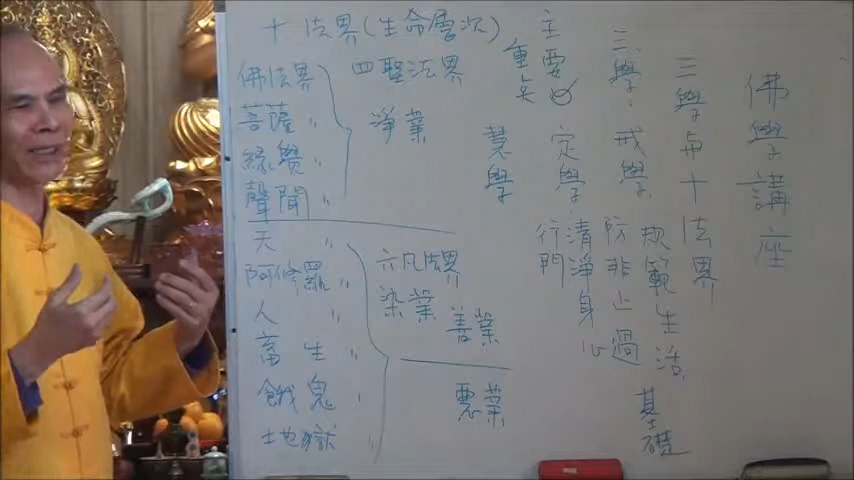 佛學講座
三學與十法界
三學：戒學
規範生活 基礎
防非止過
定學
清淨身心
行門
慧學
主要
重點
十法界(生命層次)
佛法界
菩薩〃
緣覺〃
聲聞〃
四聖法界
淨業
天〃
阿修羅〃
人〃
畜生〃
餓鬼〃
地獄〃
六凡法界
染業
善業
惡業